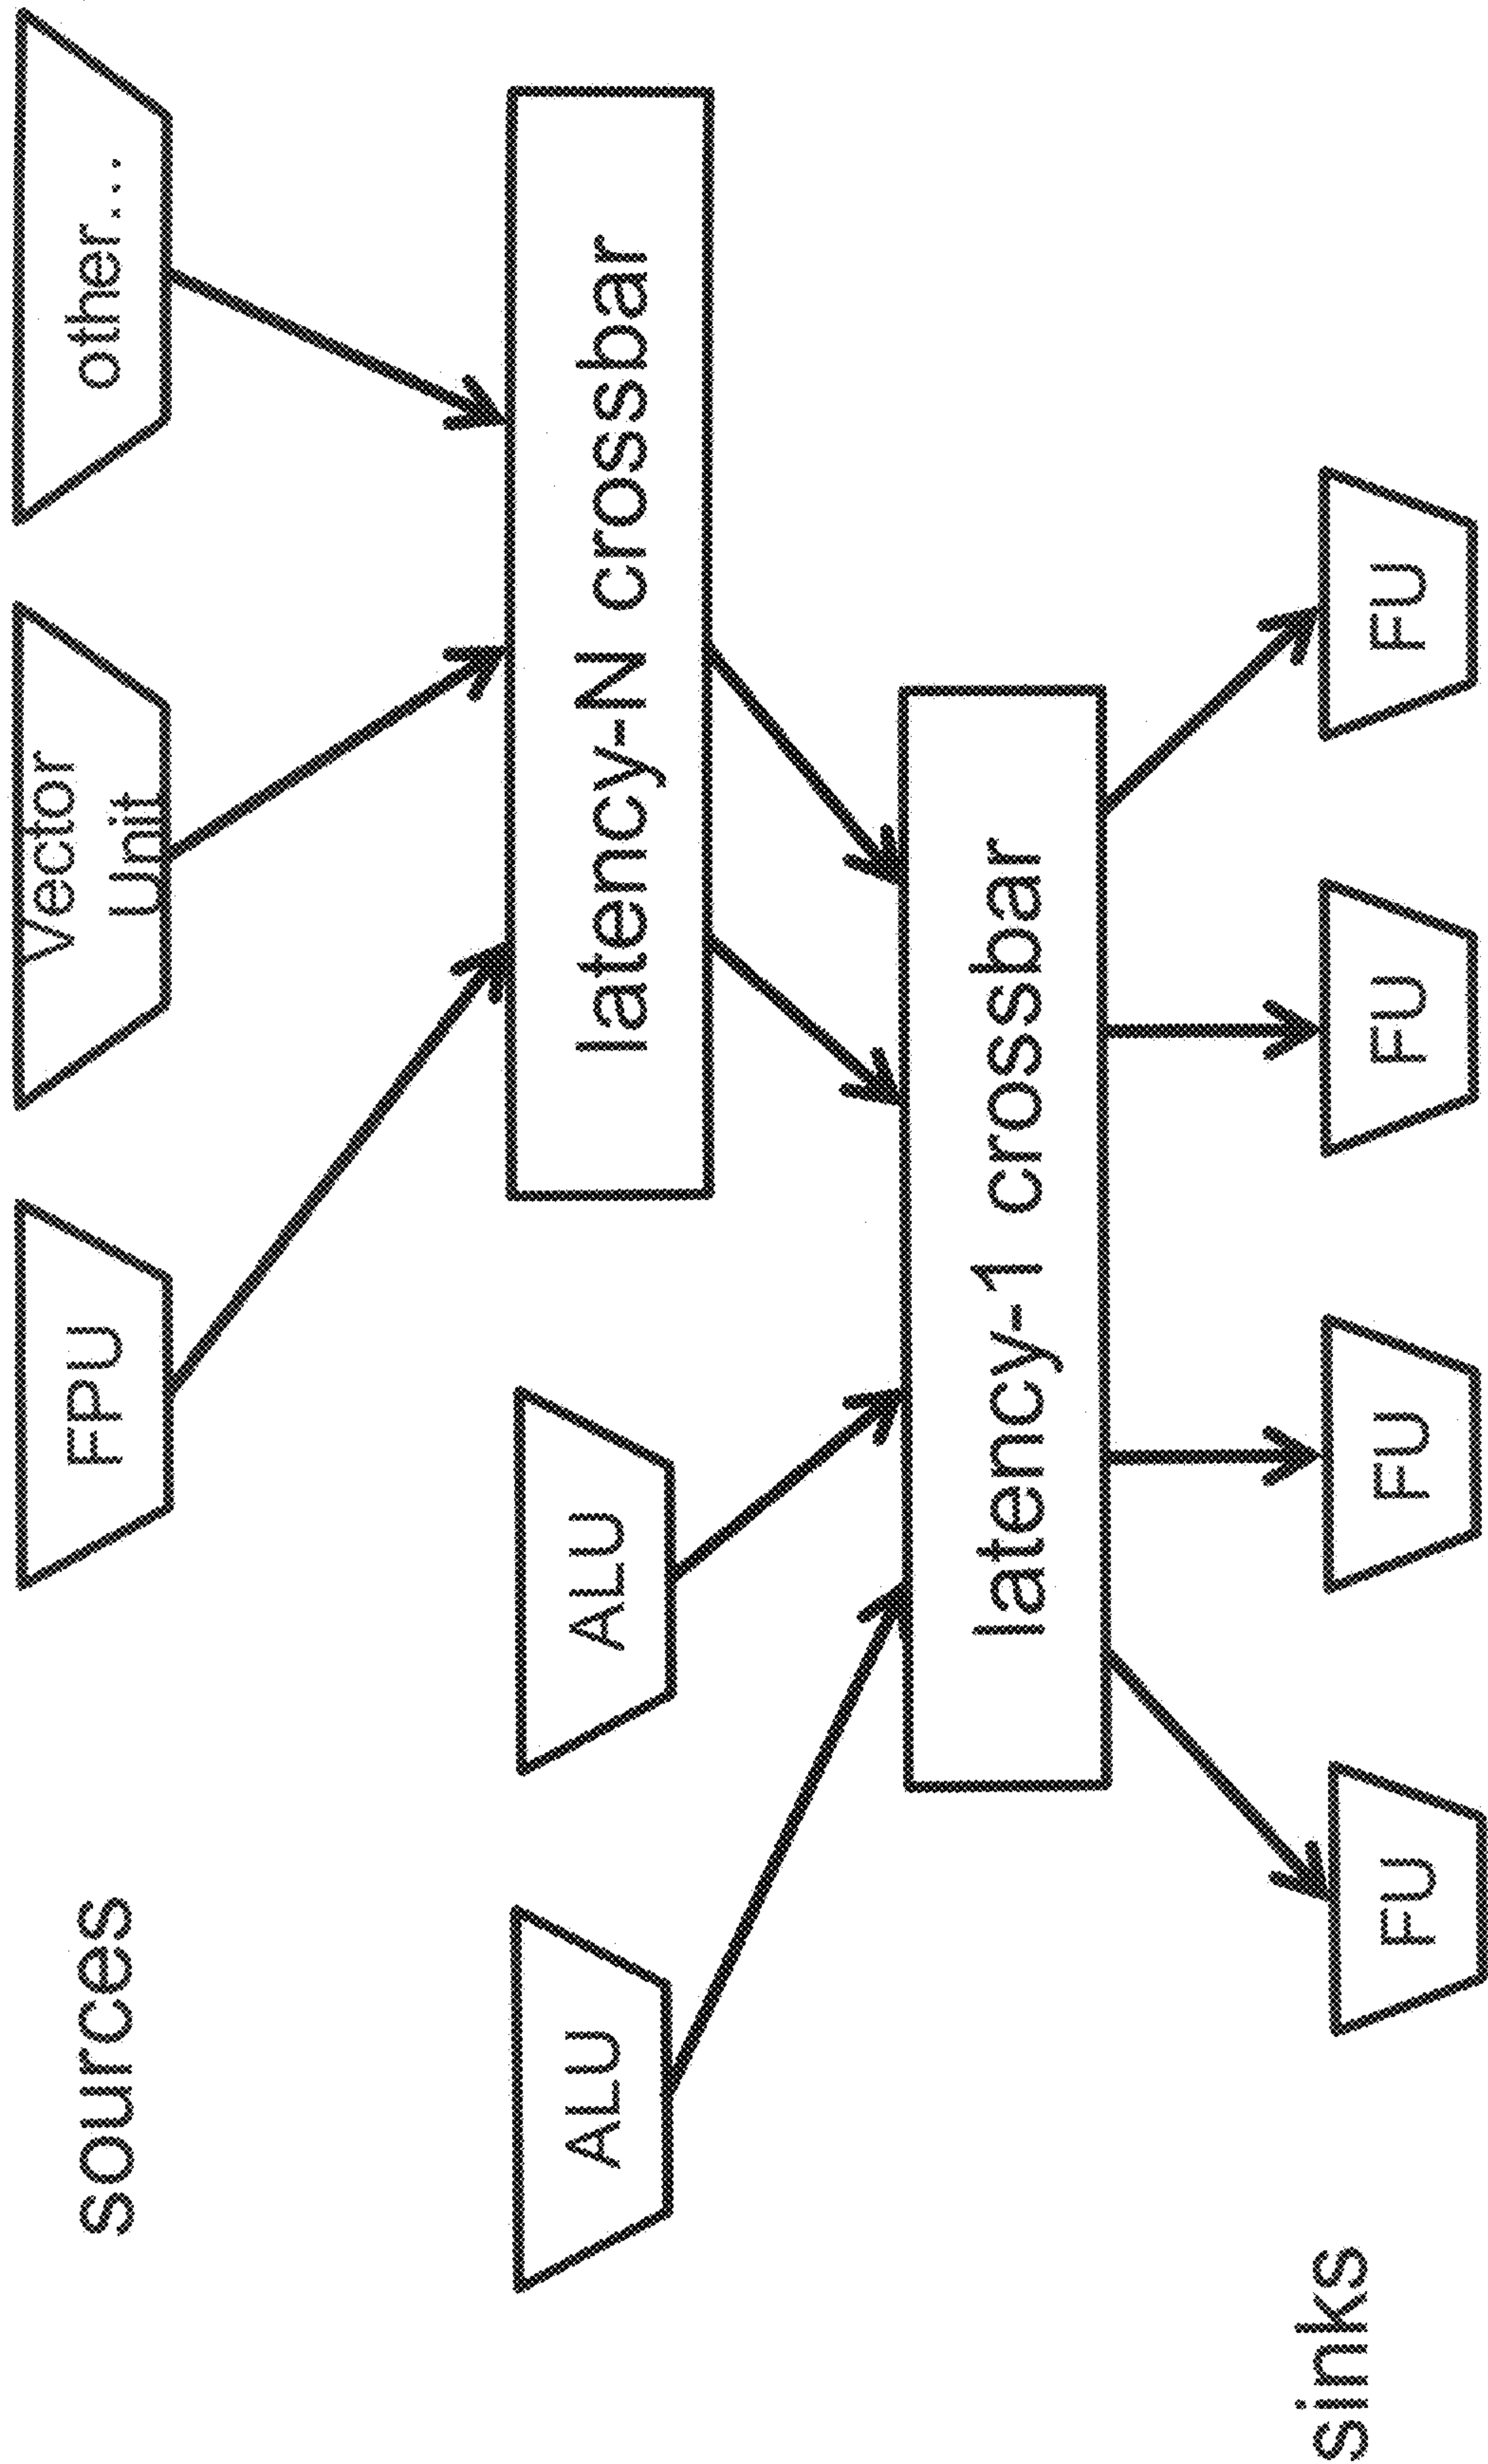 sources
FPU
Vector
Unit
other...
ALU
ALU
latency-N crossbar
latency-1 crossbar
sinks
FU
FU
FU
FU